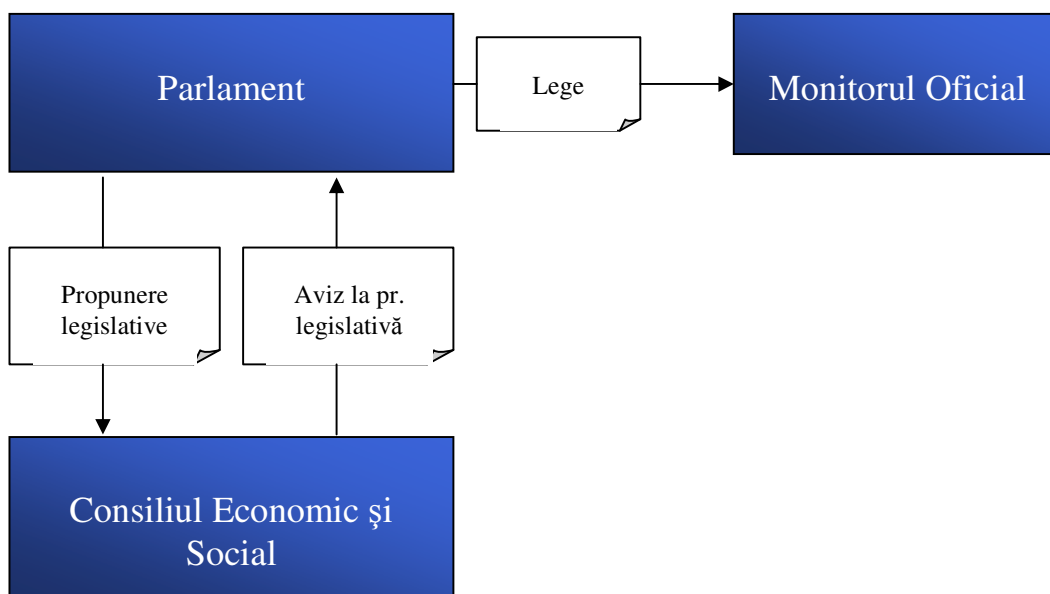 Parlament
Lege
Monitorul Oficial
Propunere
legislative
Aviz la pr.
legislativă
Consiliul Economic şi
Social